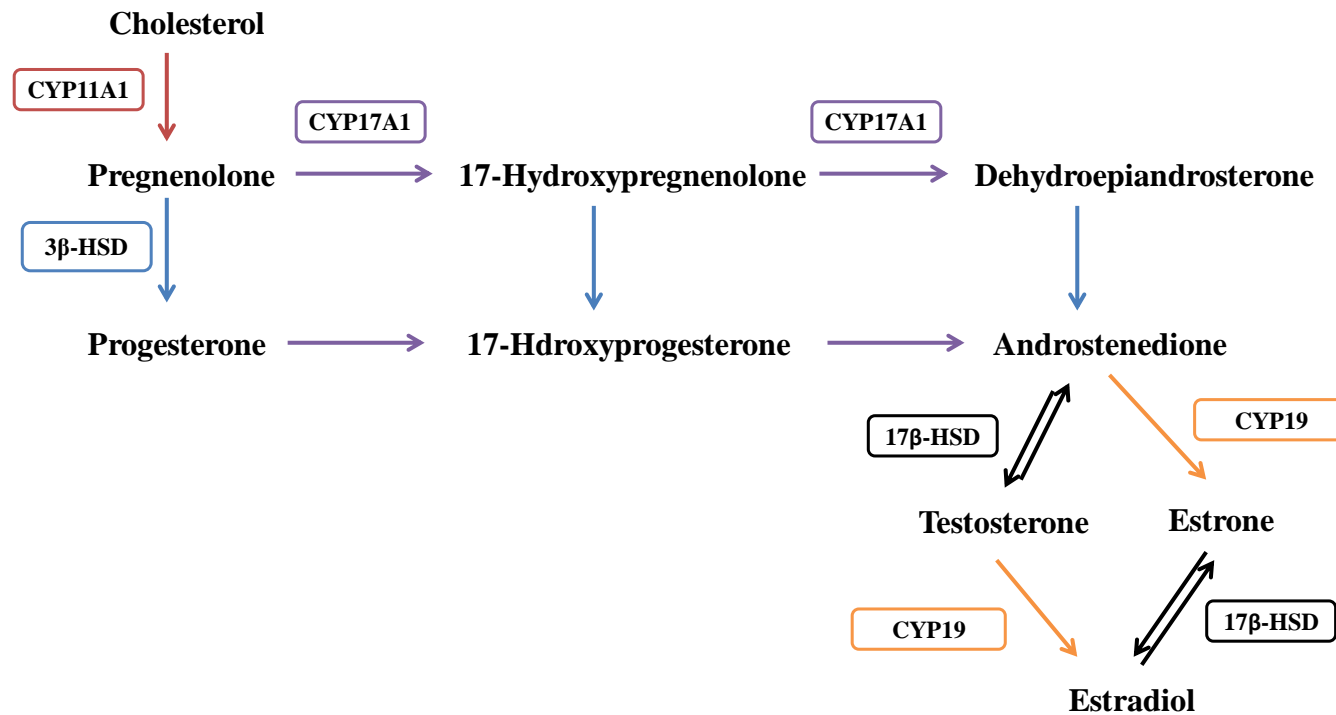 Cholesterol
CYP11A1
CYP17A1
CYP17A1
Pregnenolone
17-Hydroxypregnenolone
Dehydroepiandrosterone
3β-HSD
Progesterone
17-Hdroxyprogesterone
Androstenedione
17β-HSD
CYP19
Testosterone
Estrone
CYP19
17β-HSD
Estradiol